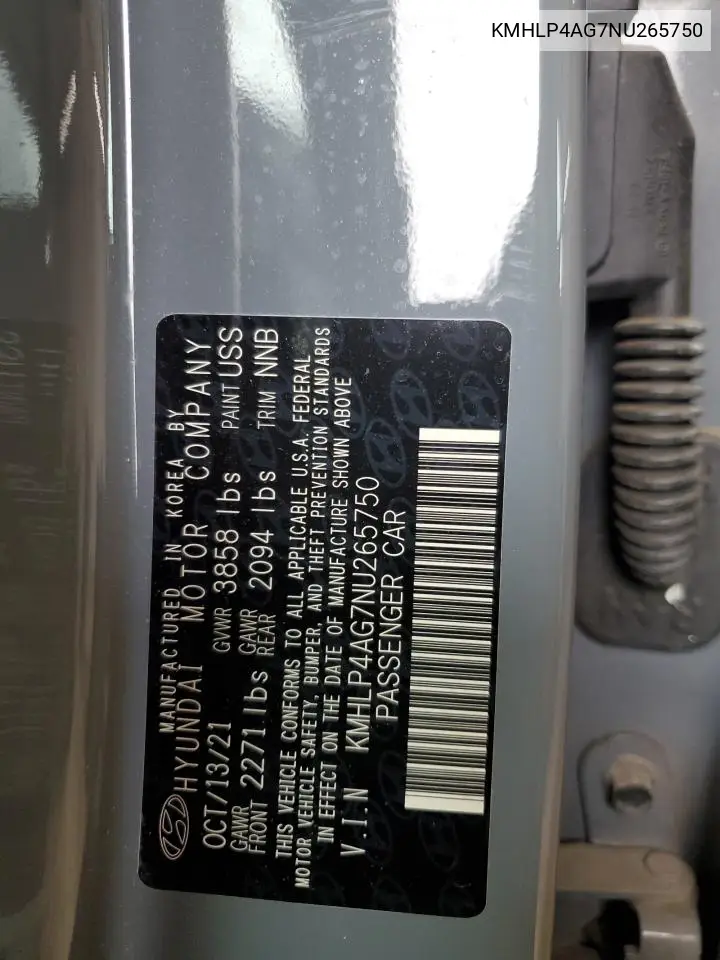 KMHLP4AG7NU265750
MANUFACTURED IN KOREA BY
HYUNDAI MOTOR COMPANY
OCT/13/21 GVWR 3858 lbs PAINT USS
GAWR FRONT 2271 lbs GAWR REAR 2094 lbs TRIM NNB
THIS VEHICLE CONFORMS TO ALL APPLICABLE U.S.A. FEDERAL
MOTOR VEHICLE SAFETY, BUMPER, AND THEFT PREVENTION STANDARDS
IN EFFECT ON THE DATE OF MANUFACTURE SHOWN ABOVE
V.I.N KMHLP4AG7NU265750
PASSENGER CAR